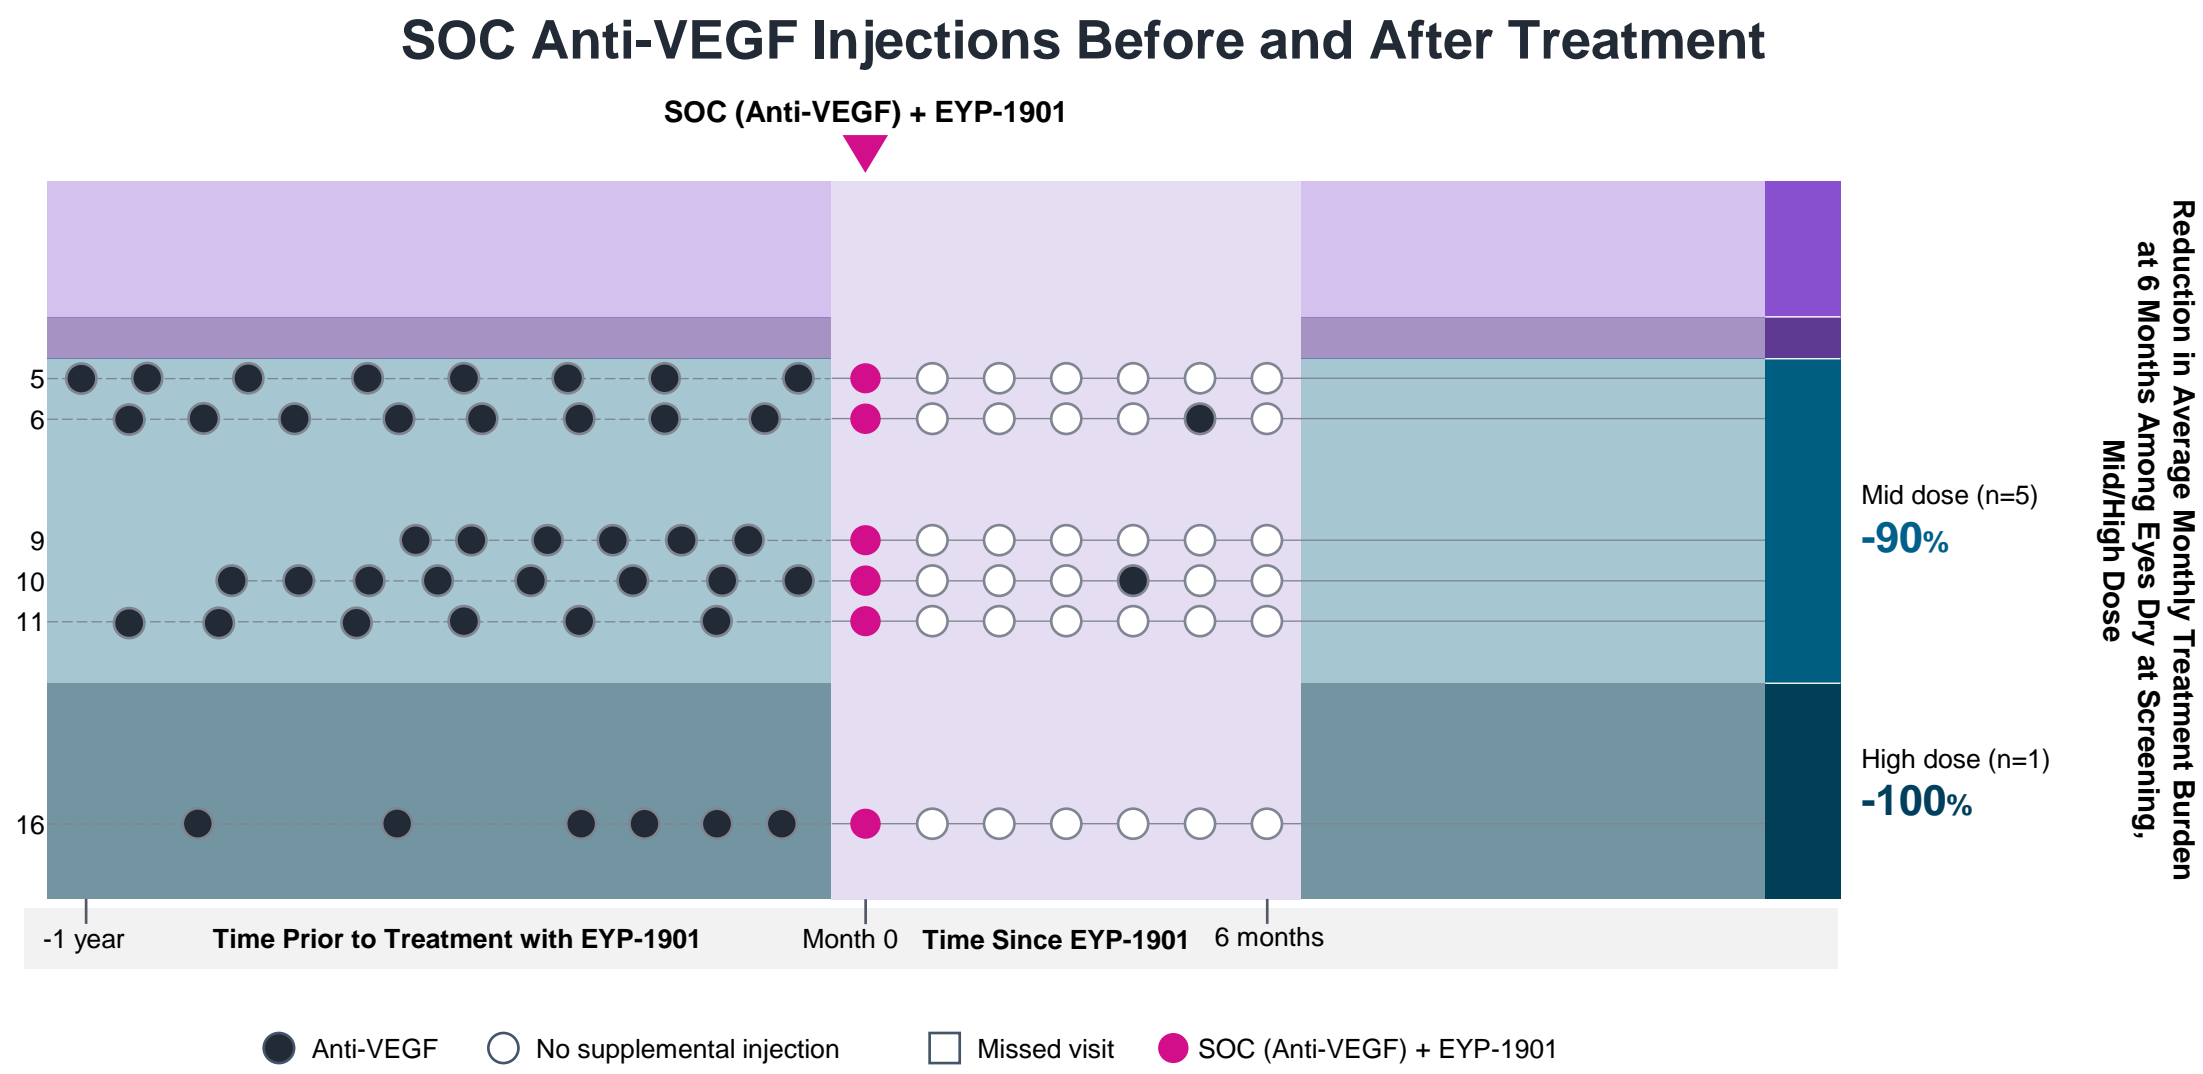 SOC Anti-VEGF Injections Before and After Treatment
SOC (Anti-VEGF) + EYP-1901
5
6
9
10
11
16
Mid dose (n=5)
-90%
High dose (n=1)
-100%
Reduction in Average Monthly Treatment Burden
at 6 Months Among Eyes Dry at Screening,
Mid/High Dose
-1 year
Time Prior to Treatment with EYP-1901
Month 0
Time Since EYP-1901
6 months
Anti-VEGF
No supplemental injection
Missed visit
SOC (Anti-VEGF) + EYP-1901